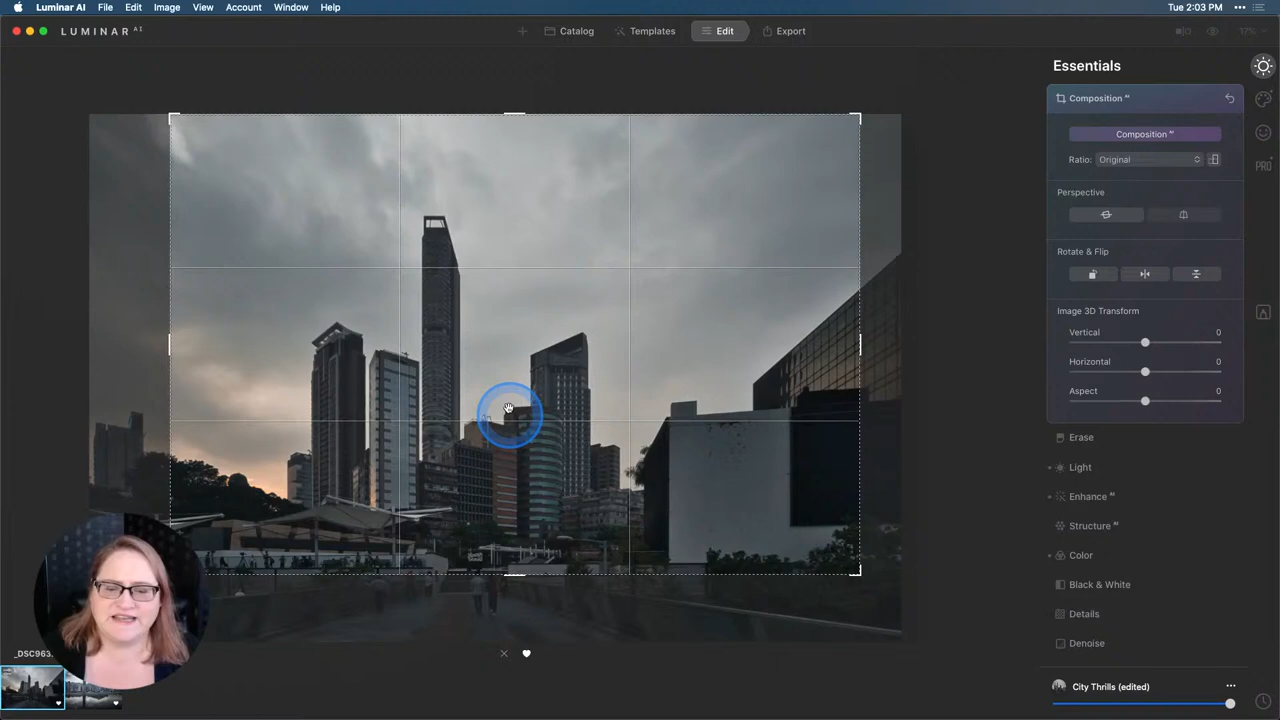 Luminar AI File Edit Image View Account Window Help Tue 2:03 PM
LUMINAR AI Catalog Templates Edit Export 17%
Essentials
Composition AI
Composition AI
Ratio: Original
Perspective
PRO
Rotate & Flip
Image 3D Transform
Vertical 0
Horizontal 0
Aspect 0
Erase
Light
Enhance AI
Structure AI
Color
Black & White
Details
Denoise
_DSC963
City Thrills (edited)